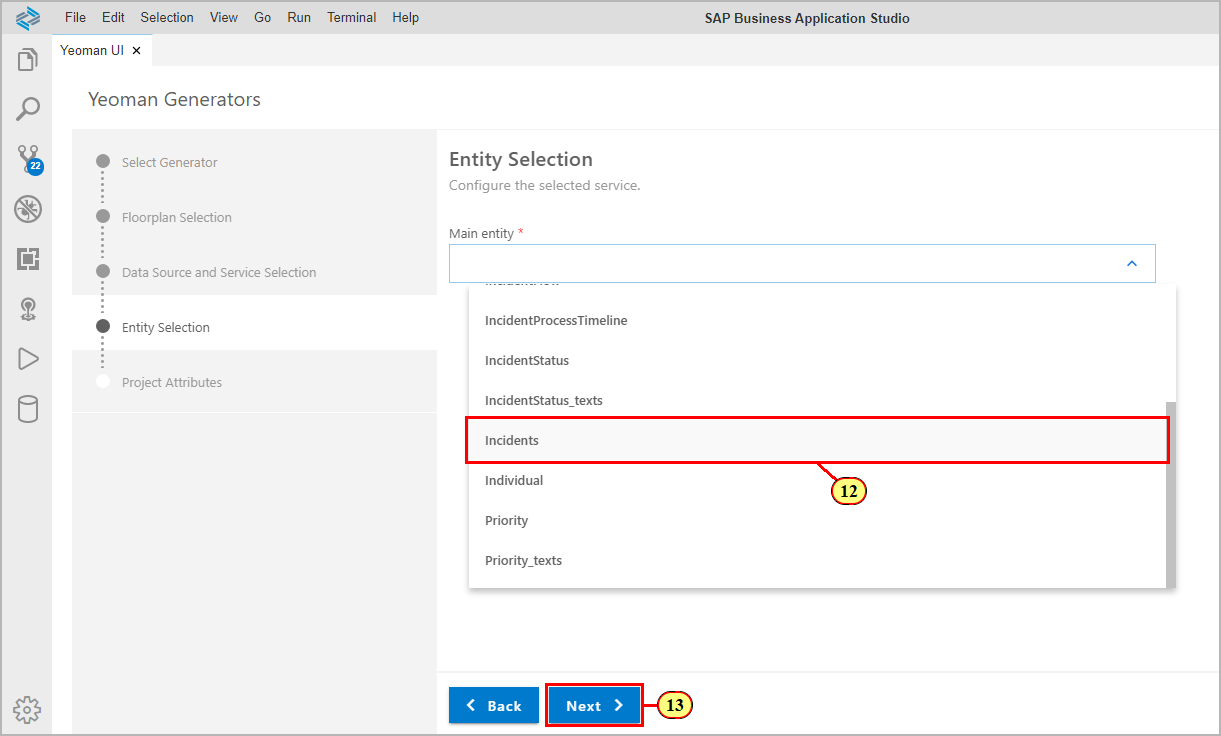 File Edit Selection View Go Run Terminal Help SAP Business Application Studio
Yeoman UI
Yeoman Generators
22
Select Generator
Floorplan Selection
Data Source and Service Selection
Entity Selection
Project Attributes
Entity Selection
Configure the selected service.
Main entity *
IncidentProcessTimeline
IncidentStatus
IncidentStatus_texts
Incidents
12
Individual
Priority
Priority_texts
Back Next 13